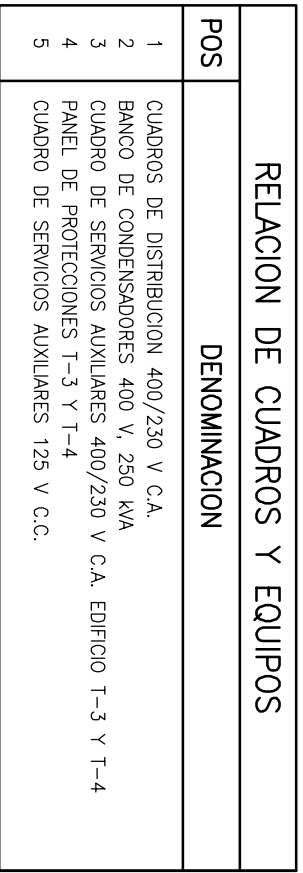 RELACION DE CUADROS Y EQUIPOS
POS DENOMINACION
1 CUADROS DE DISTRIBUCION 400/230 V C.A.
2 BANCO DE CONDENSADORES 400 V, 250 kVA
3 CUADRO DE SERVICIOS AUXILIARES 400/230 V C.A. EDIFICIO T-3 Y T-4
4 PANEL DE PROTECCIONES T-3 Y T-4
5 CUADRO DE SERVICIOS AUXILIARES 125 V C.C.